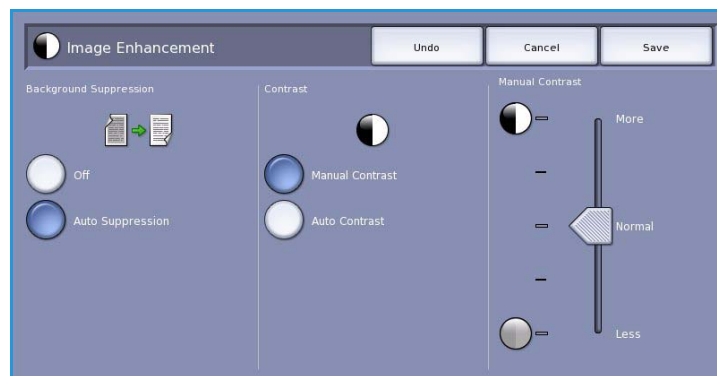 Image Enhancement
Undo
Cancel
Save
Background Suppression
Off
Auto Suppression
Contrast
Manual Contrast
Auto Contrast
Manual Contrast
More
Normal
Less